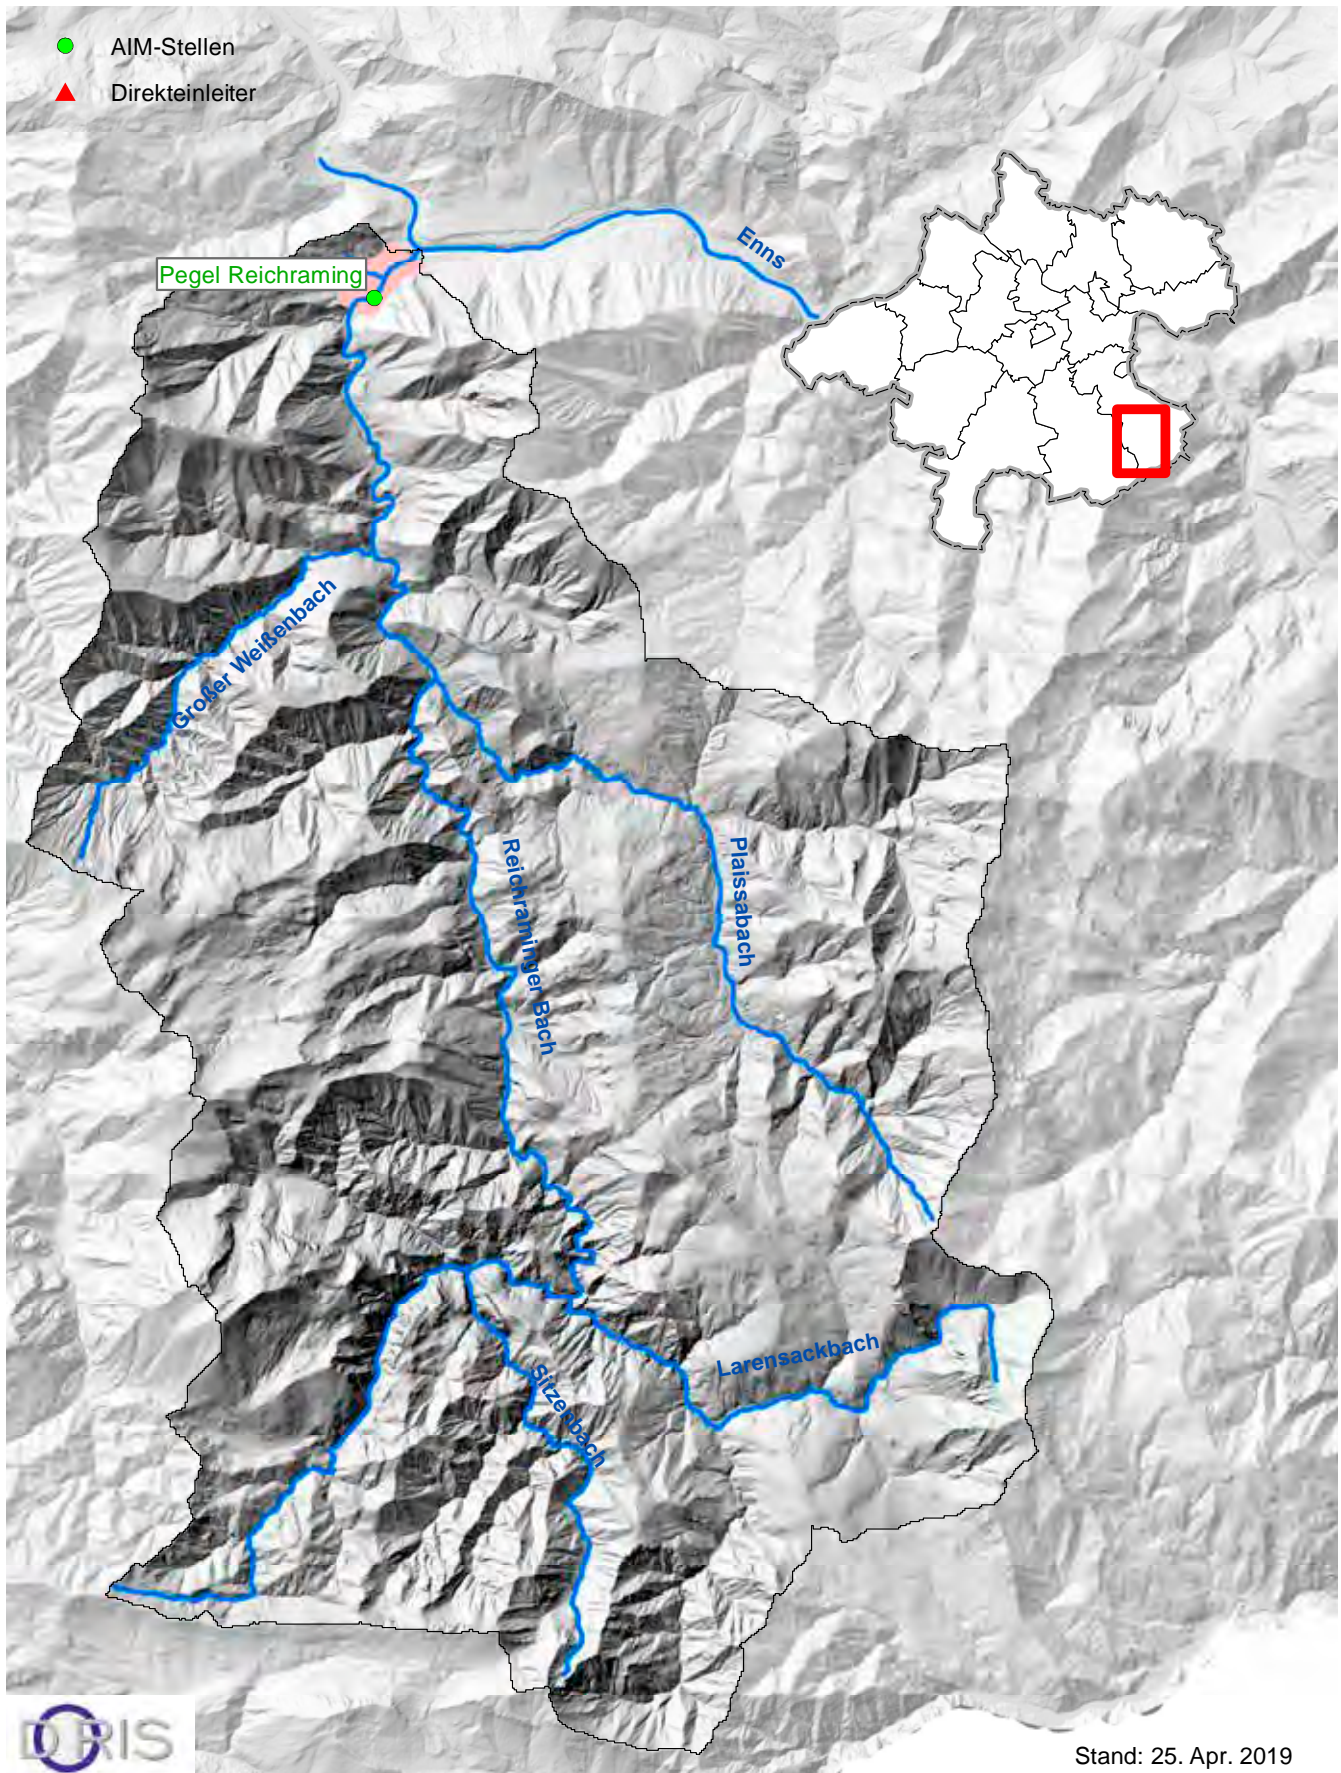 AIM-Stellen
Direkteinleiter
Enns
Pegel Reichraming
Großer Weißenbach
Reichraminger Bach
Plaissabach
Larensackbach
Sitzenbach
DORIS
Stand: 25. Apr. 2019